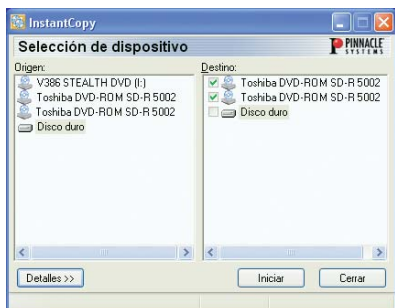 InstantCopy
Selección de dispositivo
PINNACLE
SYSTEMS
Origen:
V386 STEALTH DVD (I:)
Toshiba DVD-ROM SD-R 5002
Toshiba DVD-ROM SD-R 5002
Disco duro
Destino:
Toshiba DVD-ROM SD-R 5002
Toshiba DVD-ROM SD-R 5002
Disco duro
Detalles >>
Iniciar
Cerrar